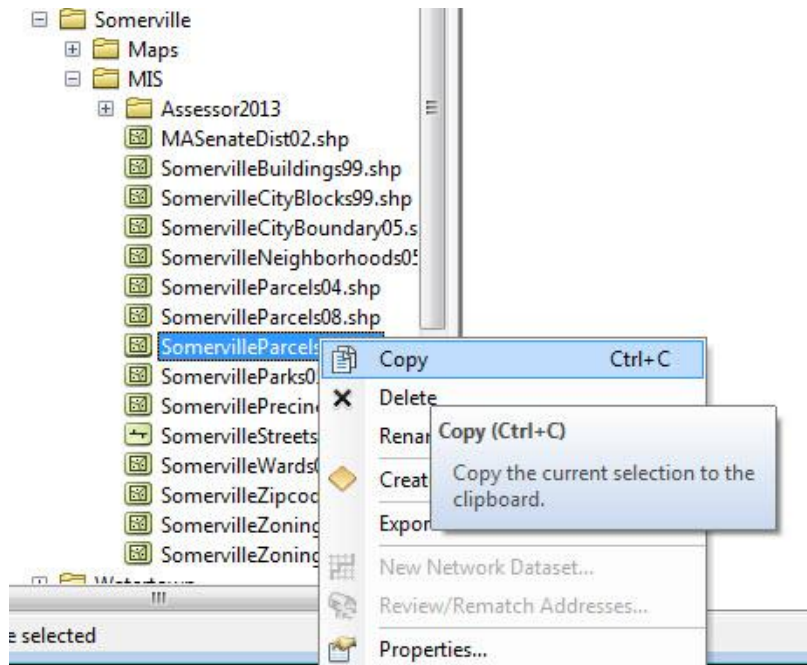 Somerville
Maps
MIS
Assessor2013
MASenateDist02.shp
SomervilleBuildings99.shp
SomervilleCityBlocks99.shp
SomervilleCityBoundary05.s
SomervilleNeighborhoods05
SomervilleParcels04.shp
SomervilleParcels08.shp
SomervilleParcels
SomervilleParks0
SomervillePrecin
SomervilleStreets
SomervilleWards0
SomervilleZipcod
SomervilleZoning
SomervilleZoning
Watertown
e selected
Copy Ctrl+C
Delete
Renar
Creat
Expor
New Network Dataset...
Review/Rematch Addresses...
Properties...
Copy (Ctrl+C)
Copy the current selection to the
clipboard.